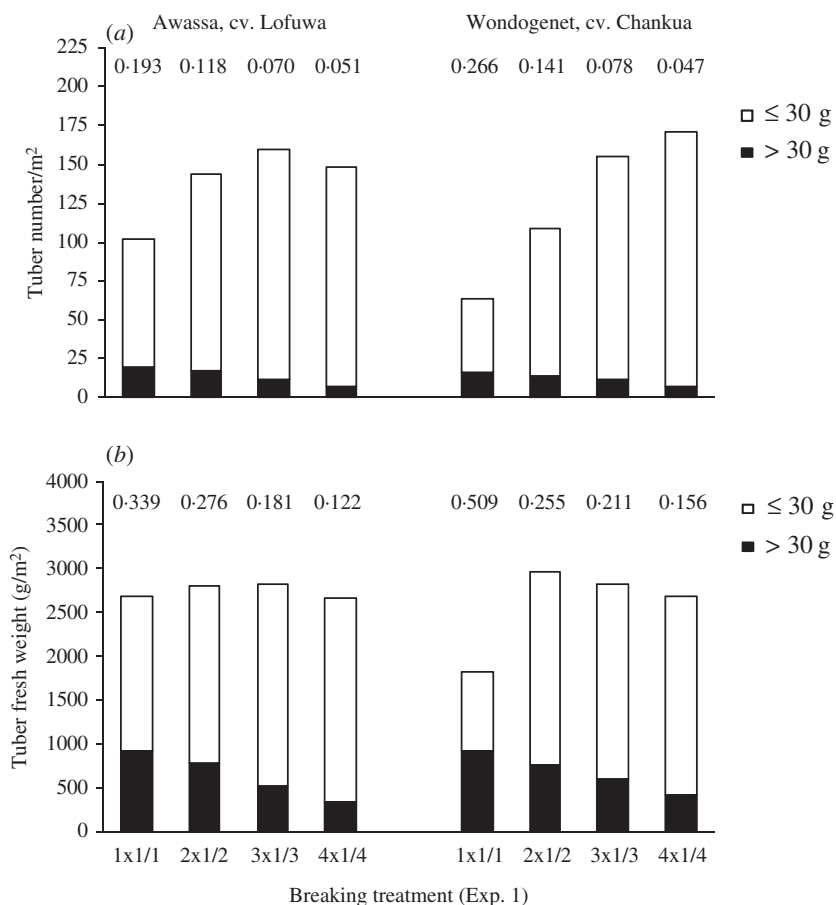 (a)
Awassa, cv. Lofuwa
Wondogenet, cv. Chankua
225
200
175
150
125
100
75
50
25
0
Tuber number/m²
0·193 0·118 0·070 0·051
0·266 0·141 0·078 0·047
≤ 30 g
> 30 g
(b)
4000
3500
3000
2500
2000
1500
1000
500
0
Tuber fresh weight (g/m²)
0·339 0·276 0·181 0·122
0·509 0·255 0·211 0·156
≤ 30 g
> 30 g
1x1/1 2x1/2 3x1/3 4x1/4
1x1/1 2x1/2 3x1/3 4x1/4
Breaking treatment (Exp. 1)